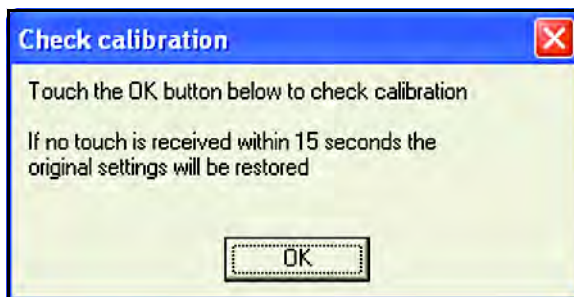 Check calibration
Touch the OK button below to check calibration
If no touch is received within 15 seconds the
original settings will be restored
OK